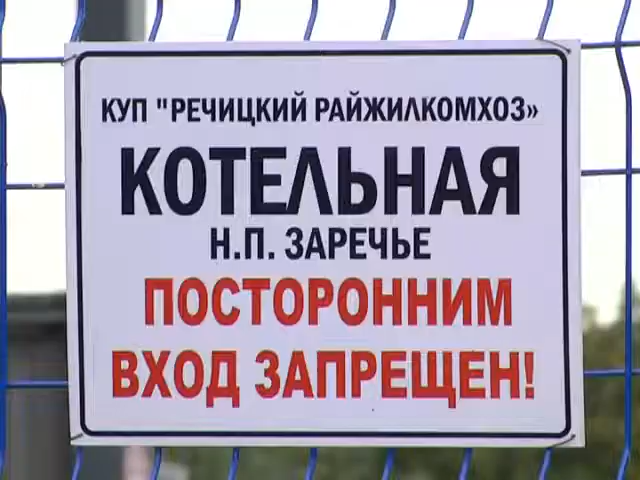 КУП "РЕЧИЦКИЙ РАЙЖИЛКОМХОЗ»
КОТЕЛЬНАЯ
Н.П. ЗАРЕЧЬЕ
ПОСТОРОННИМ
ВХОД ЗАПРЕЩЕН!